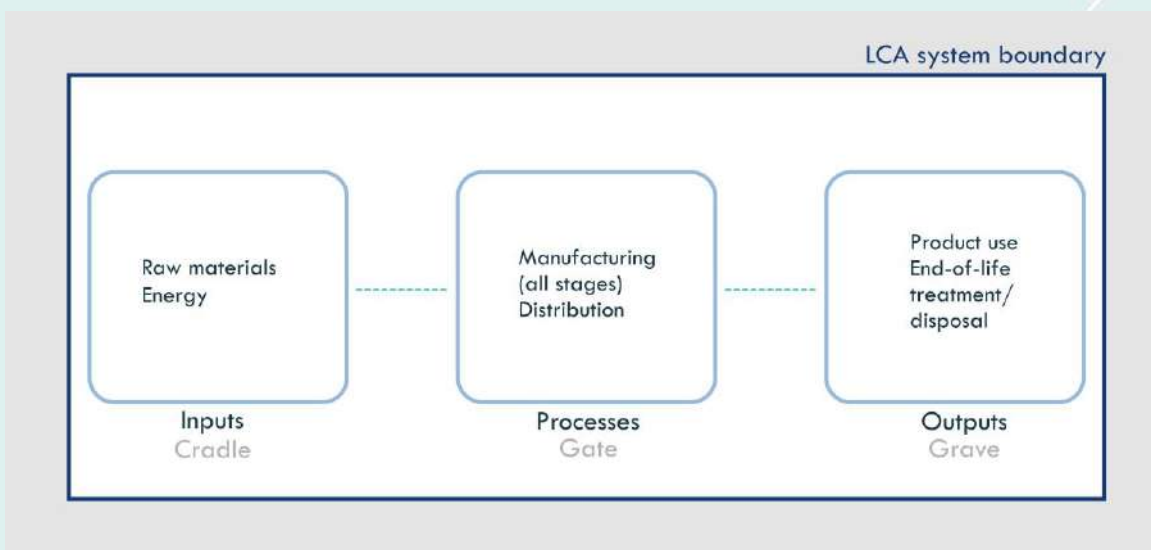 LCA system boundary
Raw materials
Energy
Manufacturing
(all stages)
Distribution
Product use
End-of-life
treatment/
disposal
Inputs
Cradle
Processes
Gate
Outputs
Grave